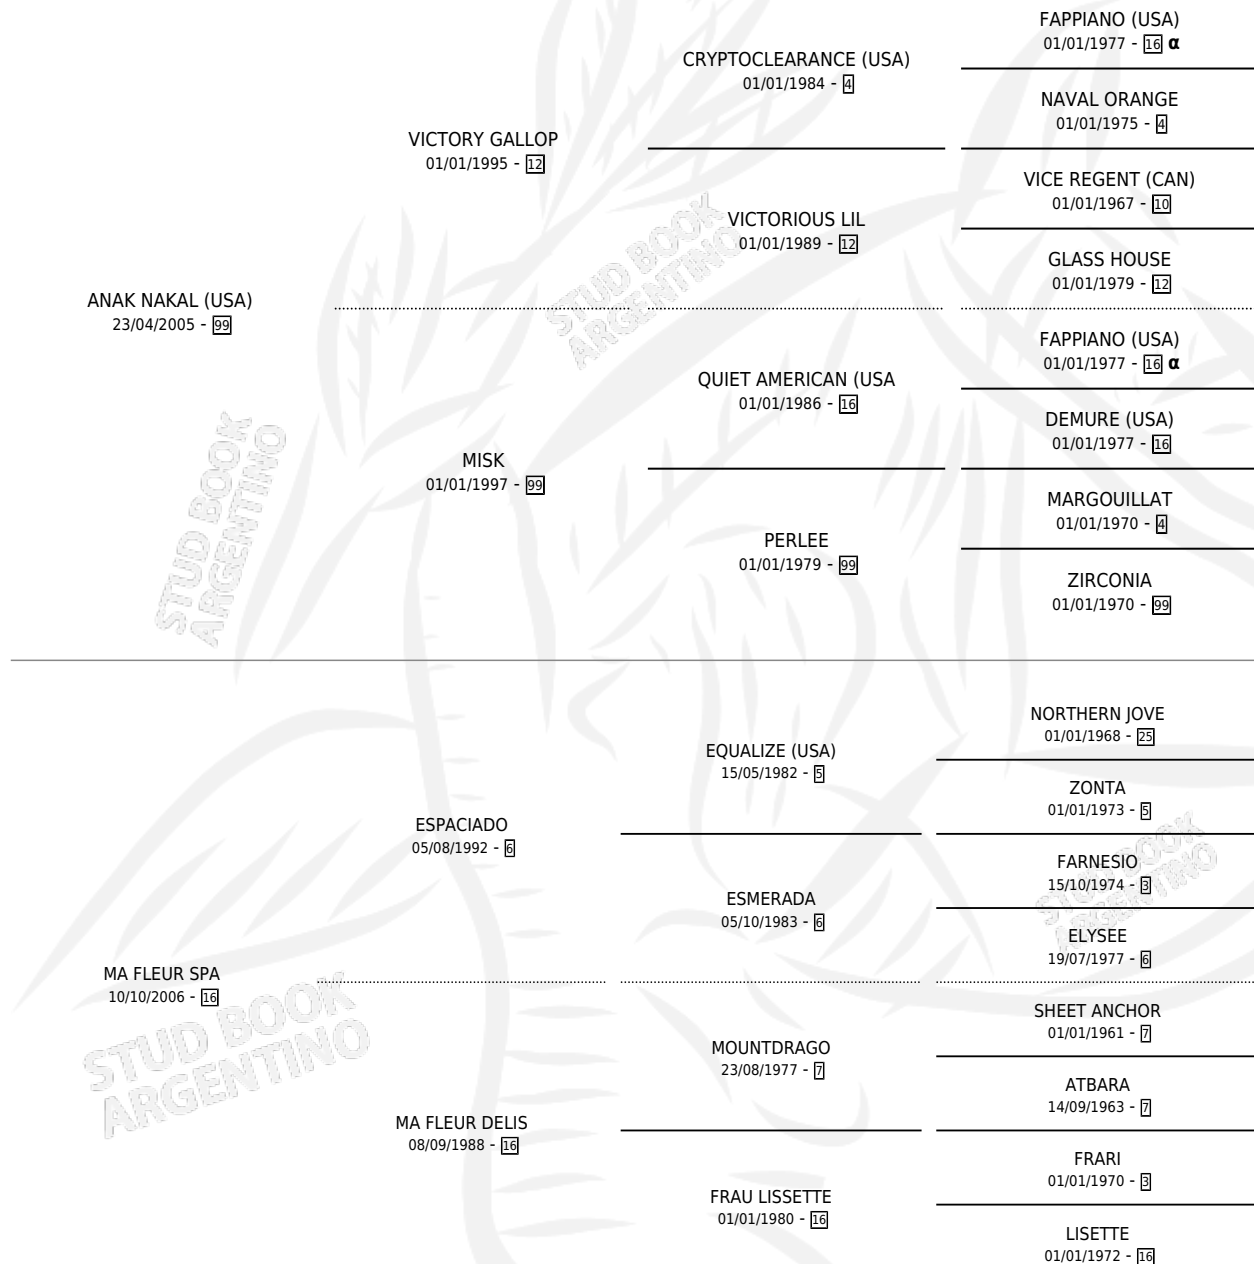 FAPPIANO (USA)
01/01/1977 - 16 α
CRYPTOCLEARANCE (USA)
01/01/1984 - 4
NAVAL ORANGE
01/01/1975 - 4
VICTORY GALLOP
01/01/1995 - 12
VICE REGENT (CAN)
01/01/1967 - 10
VICTORIOUS LIL
01/01/1989 - 12
GLASS HOUSE
01/01/1979 - 12
ANAK NAKAL (USA)
23/04/2005 - 99
FAPPIANO (USA)
01/01/1977 - 16 α
QUIET AMERICAN (USA
01/01/1986 - 16
DEMURE (USA)
01/01/1977 - 16
MISK
01/01/1997 - 99
MARGOUILLAT
01/01/1970 - 4
PERLEE
01/01/1979 - 99
ZIRCONIA
01/01/1970 - 99
NORTHERN JOVE
01/01/1968 - 25
EQUALIZE (USA)
15/05/1982 - 5
ZONTA
01/01/1973 - 5
ESPACIADO
05/08/1992 - 6
FARNESIO
15/10/1974 - 3
ESMERADA
05/10/1983 - 6
ELYSEE
19/07/1977 - 6
MA FLEUR SPA
10/10/2006 - 16
SHEET ANCHOR
01/01/1961 - 7
MOUNTDRAGO
23/08/1977 - 7
ATBARA
14/09/1963 - 7
MA FLEUR DELIS
08/09/1988 - 16
FRARI
01/01/1970 - 3
FRAU LISSETTE
01/01/1980 - 16
LISETTE
01/01/1972 - 16
STUD BOOK
ARGENTINO
STUD BOOK
ARGENTINO
STUD BOOK
ARGENTINO
STUD BOOK
ARGENTINO